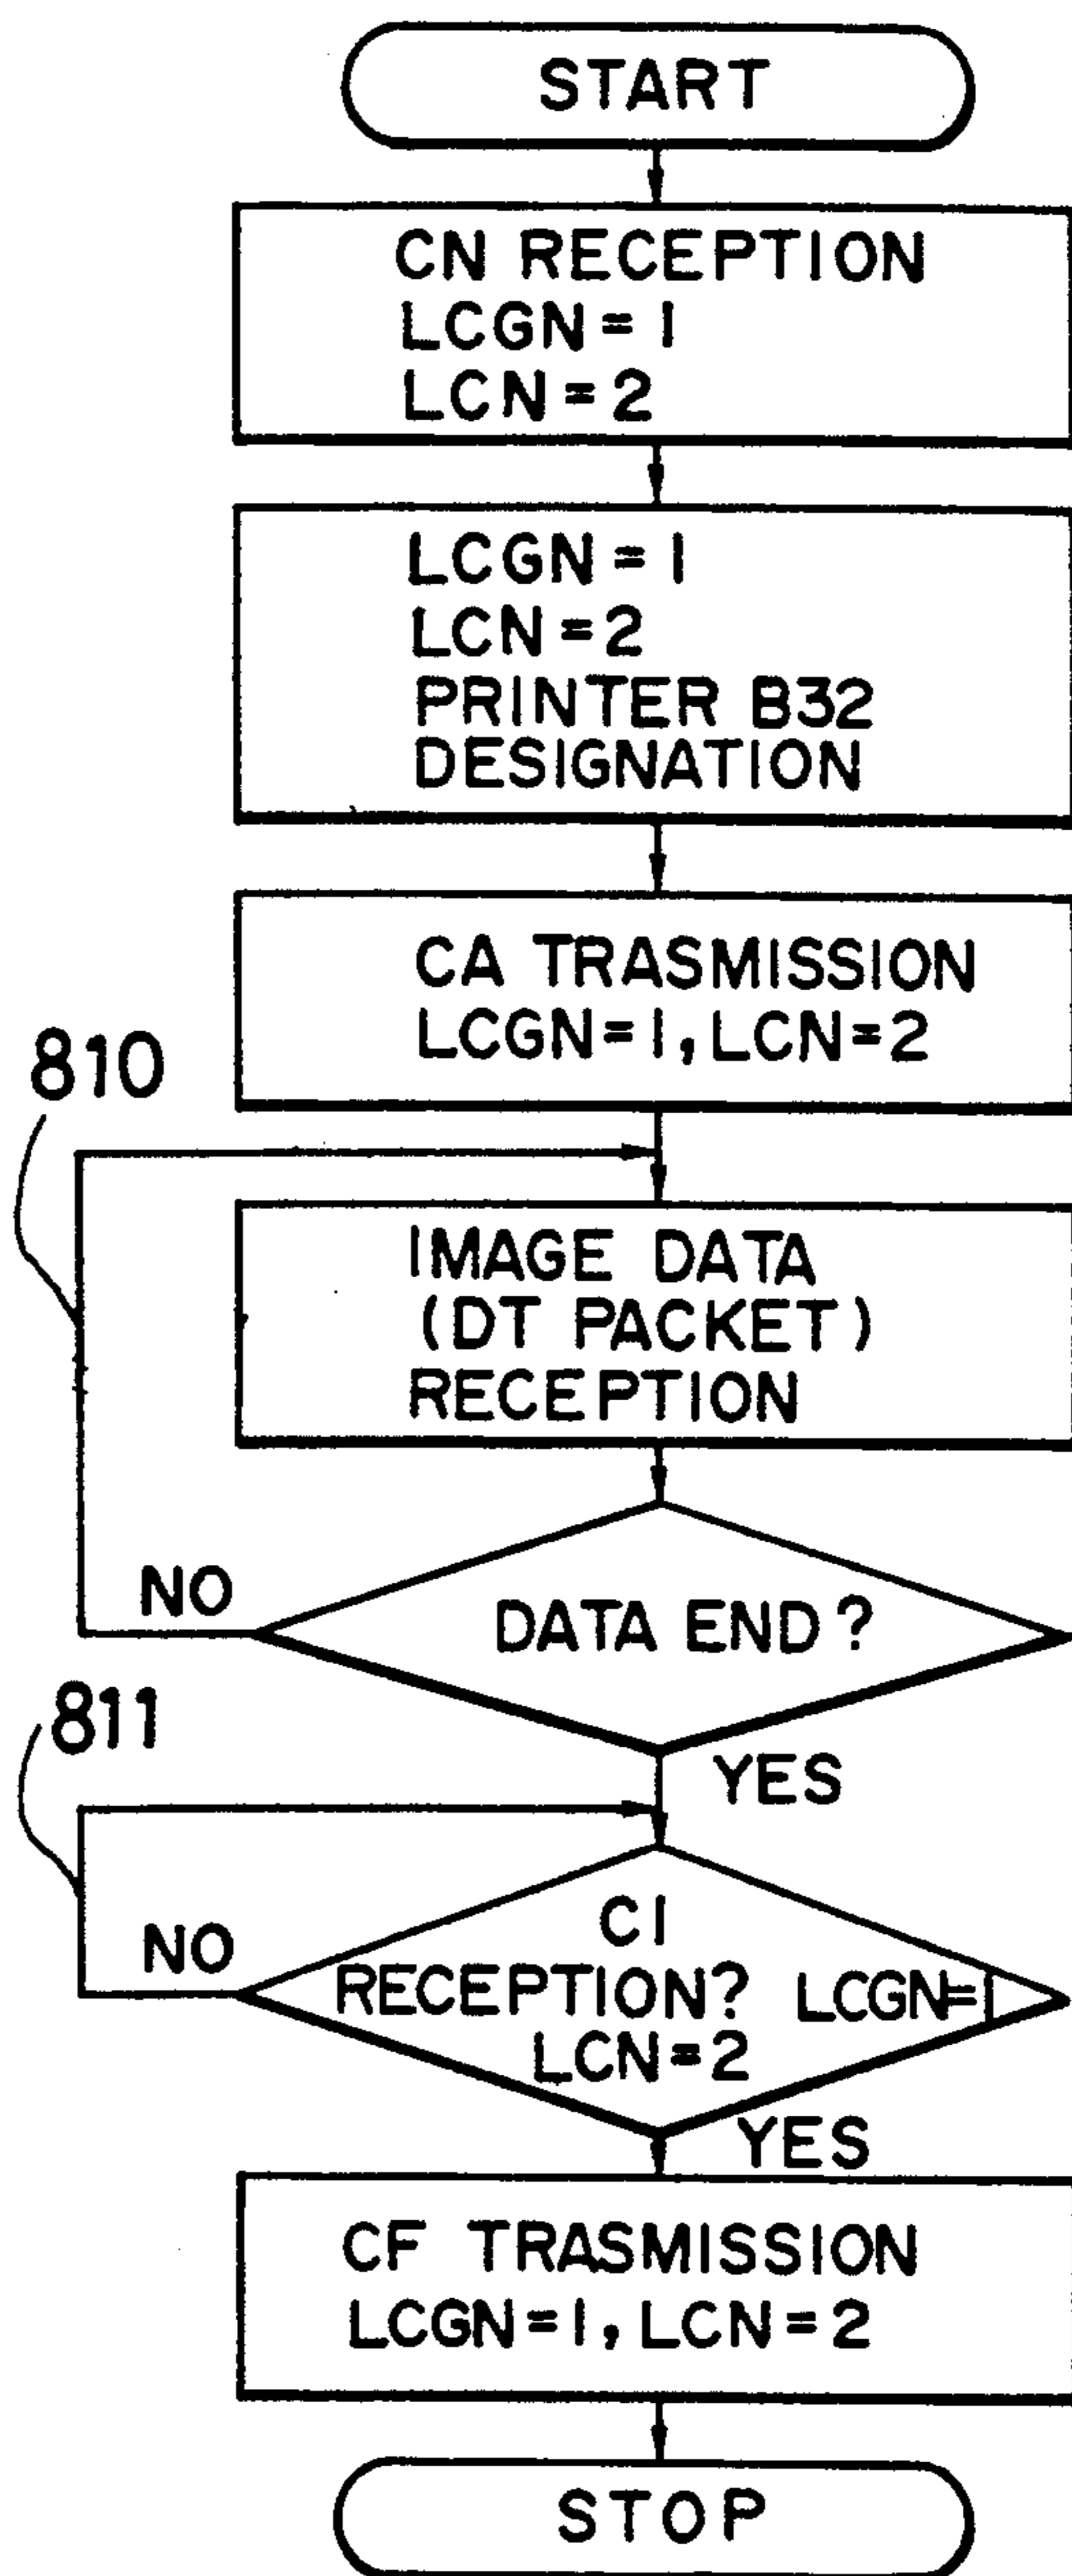 START
CN RECEPTION
LCGN = 1
LCN = 2
LCGN = 1
LCN = 2
PRINTER B32
DESIGNATION
CA TRASMISSION
LCGN=1, LCN=2
810
IMAGE DATA
(DT PACKET)
RECEPTION
NO
DATA END?
811
YES
NO
CI
RECEPTION? LCGN=1
LCN=2
YES
CF TRASMISSION
LCGN=1, LCN=2
STOP